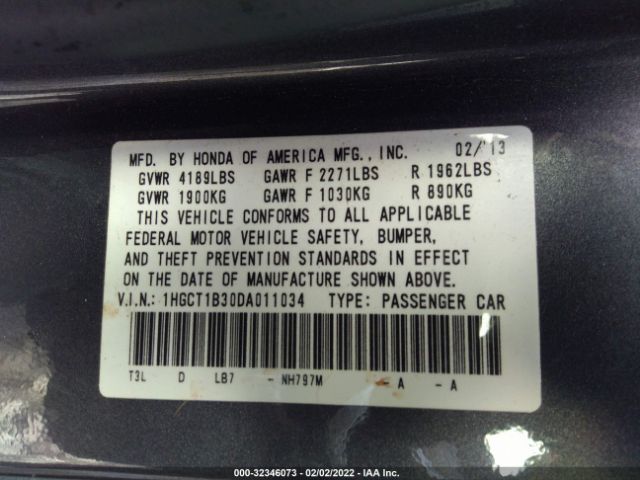 MFD. BY HONDA OF AMERICA MFG., INC. 02/'13
GVWR 4189LBS GAWR F 2271LBS R 1962LBS
GVWR 1900KG GAWR F 1030KG R 890KG
THIS VEHICLE CONFORMS TO ALL APPLICABLE
FEDERAL MOTOR VEHICLE SAFETY, BUMPER,
AND THEFT PREVENTION STANDARDS IN EFFECT
ON THE DATE OF MANUFACTURE SHOWN ABOVE.
V.I.N.: 1HGCT1B30DA011034 TYPE: PASSENGER CAR
T3L D LB7 - NH797M - A - A
000-32346073 - 02/02/2022 - IAA Inc.